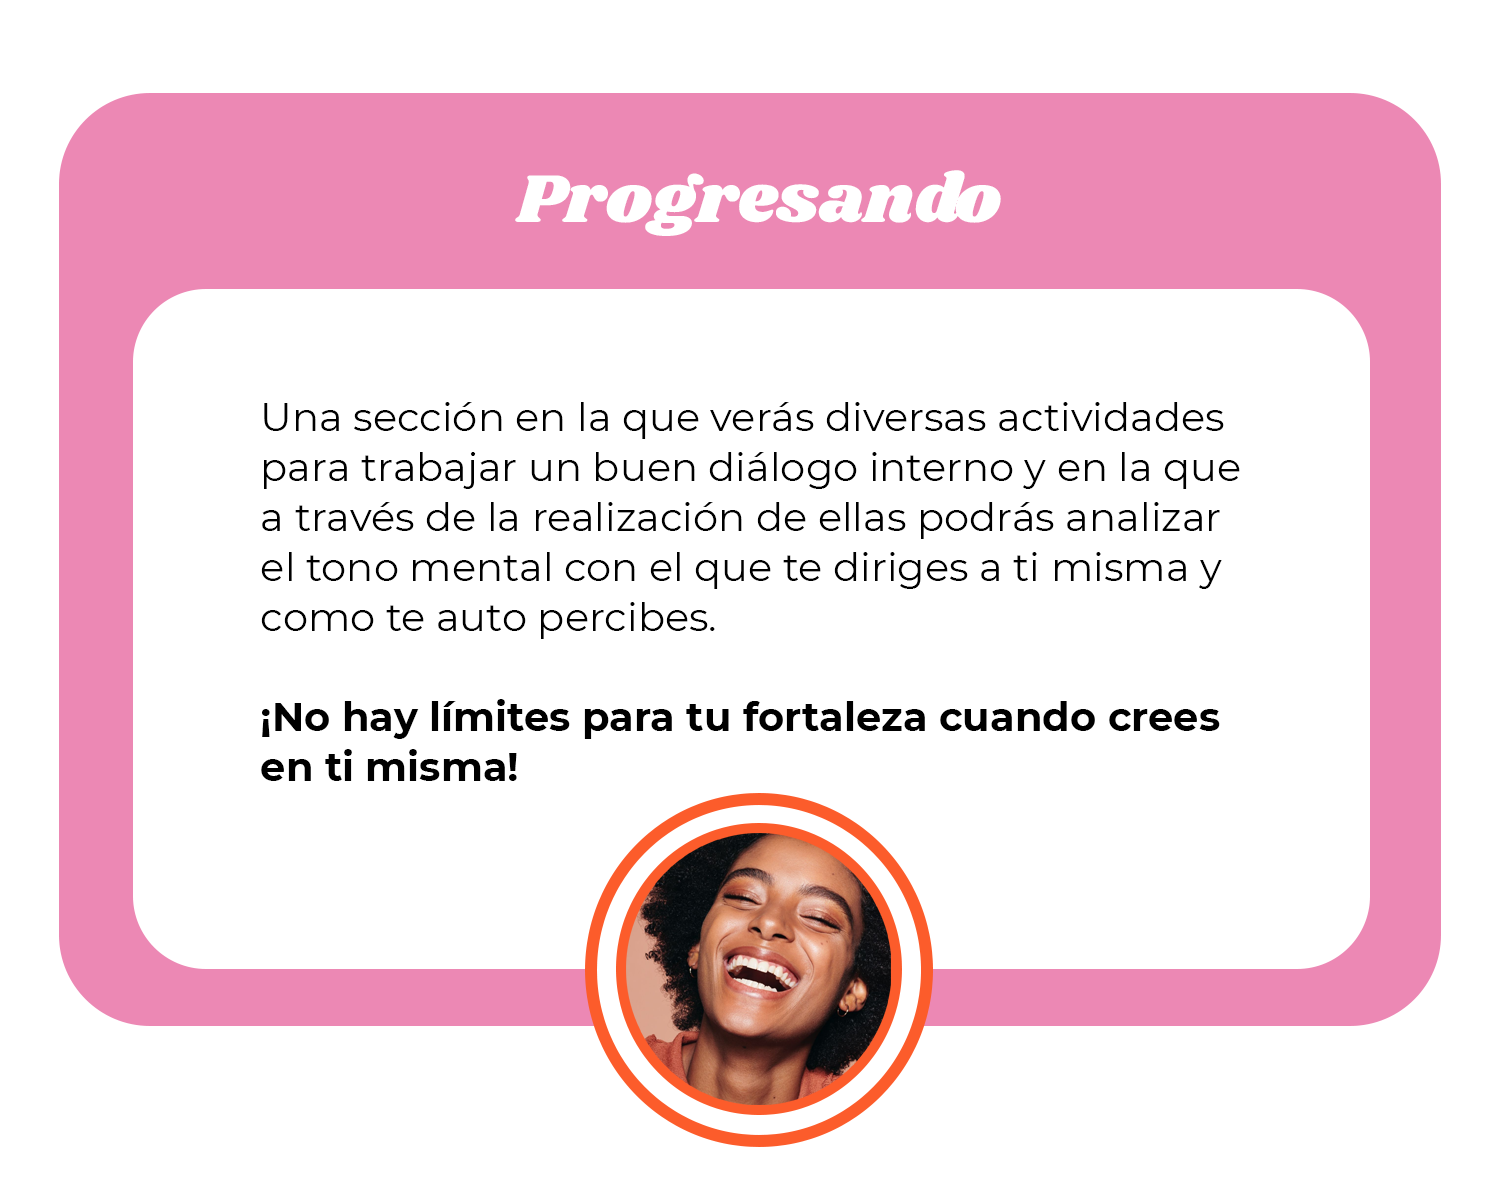 Progresando
Una sección en la que verás diversas actividades
para trabajar un buen diálogo interno y en la que
a través de la realización de ellas podrás analizar
el tono mental con el que te diriges a ti misma y
como te auto percibes.
¡No hay límites para tu fortaleza cuando crees
en ti misma!